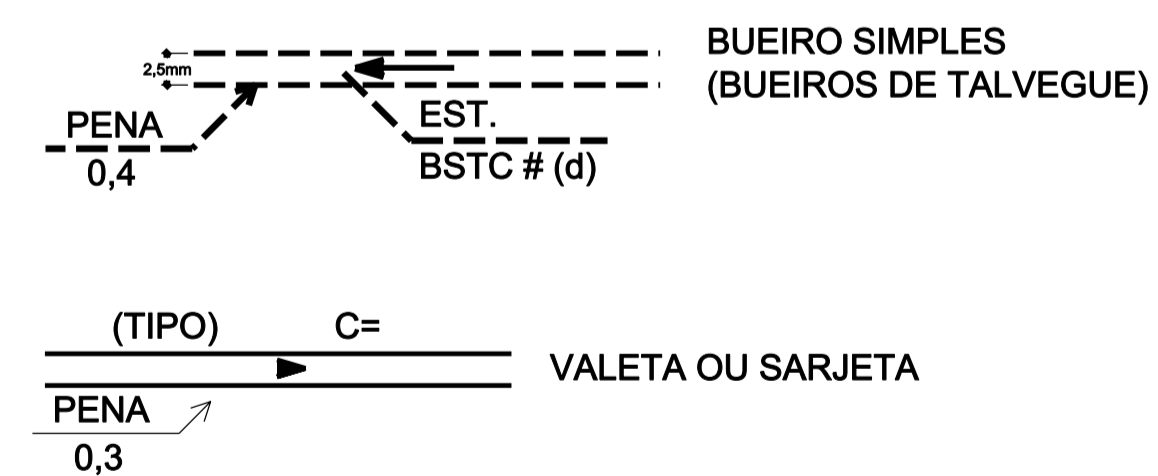 BUEIRO SIMPLES
(BUEIROS DE TALVEGUE)
2,5mm
PENA
0,4
EST.
BSTC # (d)
(TIPO) C=
VALETA OU SARJETA
PENA
0,3